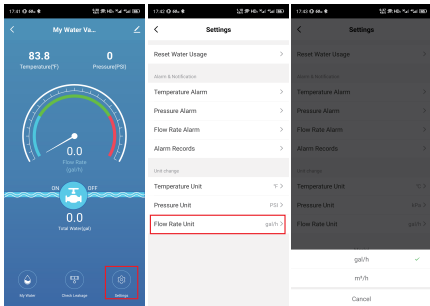 17:41
My Water Va...
83.8
Temperature(°F)
0
Pressure(PSI)
0.0
Flow Rate
(gal/h)
ON
OFF
0.0
Total Water(gal)
My Water
Check Leakage
Settings
17:42
Settings
Reset Water Usage
Alarm & Notification
Temperature Alarm
Pressure Alarm
Flow Rate Alarm
Alarm Records
Unit change
Temperature Unit
°F
Pressure Unit
PSI
Flow Rate Unit
gal/h
17:43
Settings
Reset Water Usage
Alarm & Notification
Temperature Alarm
Pressure Alarm
Flow Rate Alarm
Alarm Records
Unit change
Temperature Unit
Pressure Unit
Flow Rate Unit
gal/h
gal/h
m³/h
Cancel